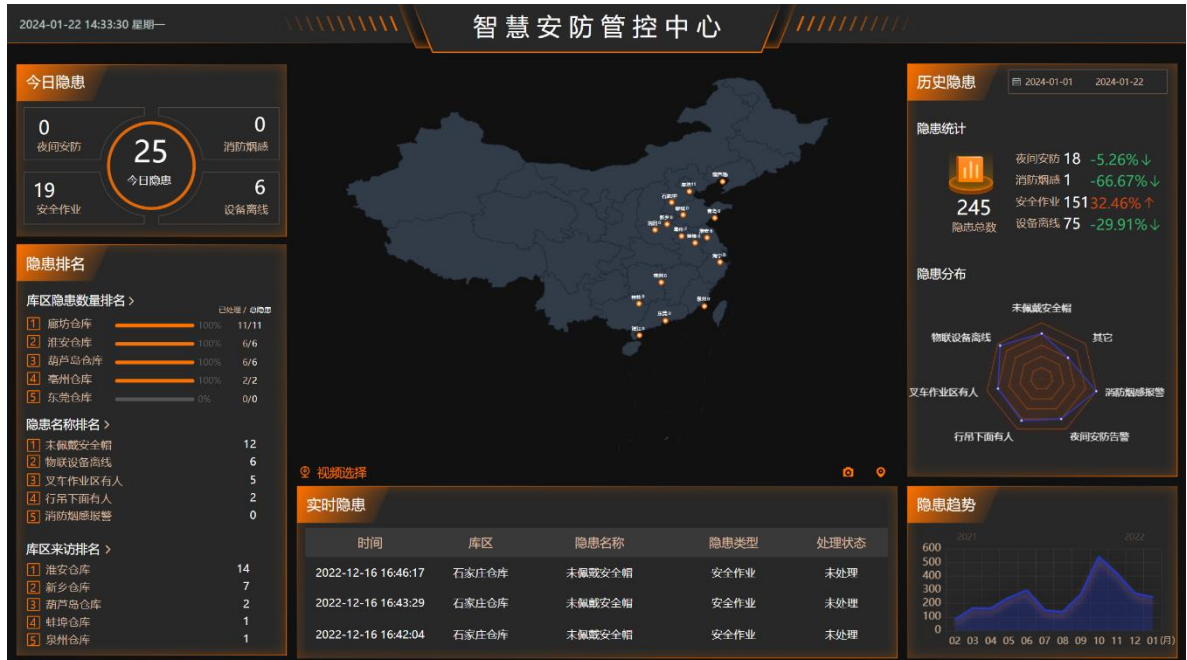 2024-01-22 14:33:30 星期一
智慧安防管控中心
今日隐患
0
夜间安防
0
消防烟感
25
今日隐患
19
安全作业
6
设备离线
隐患排名
库区隐患数量排名 >
已处理 / 总隐患
1 廊坊仓库 100% 11/11
2 淮安仓库 100% 6/6
3 葫芦岛仓库 100% 6/6
4 亳州仓库 100% 2/2
5 东莞仓库 0% 0/0
隐患名称排名 >
1 未佩戴安全帽 12
2 物联设备离线 6
3 叉车作业区有人 5
4 行吊下面有人 2
5 消防烟感报警 0
库区来访排名 >
1 淮安仓库 14
2 新乡仓库 7
3 葫芦岛仓库 2
4 蚌埠仓库 1
5 泉州仓库 1
视频选择
实时隐患
时间 库区 隐患名称 隐患类型 处理状态
2022-12-16 16:46:17 石家庄仓库 未佩戴安全帽 安全作业 未处理
2022-12-16 16:43:29 石家庄仓库 未佩戴安全帽 安全作业 未处理
2022-12-16 16:42:04 石家庄仓库 未佩戴安全帽 安全作业 未处理
历史隐患
2024-01-01 2024-01-22
隐患统计
245
隐患总数
夜间安防 18 -5.26%↓
消防烟感 1 -66.67%↓
安全作业 151 32.46%↑
设备离线 75 -29.91%↓
隐患分布
未佩戴安全帽
物联设备离线
其它
叉车作业区有人
消防烟感报警
行吊下面有人
夜间安防告警
隐患趋势
2021 2022
600
500
400
300
200
100
0
02 03 04 05 06 07 08 09 10 11 12 01(月)